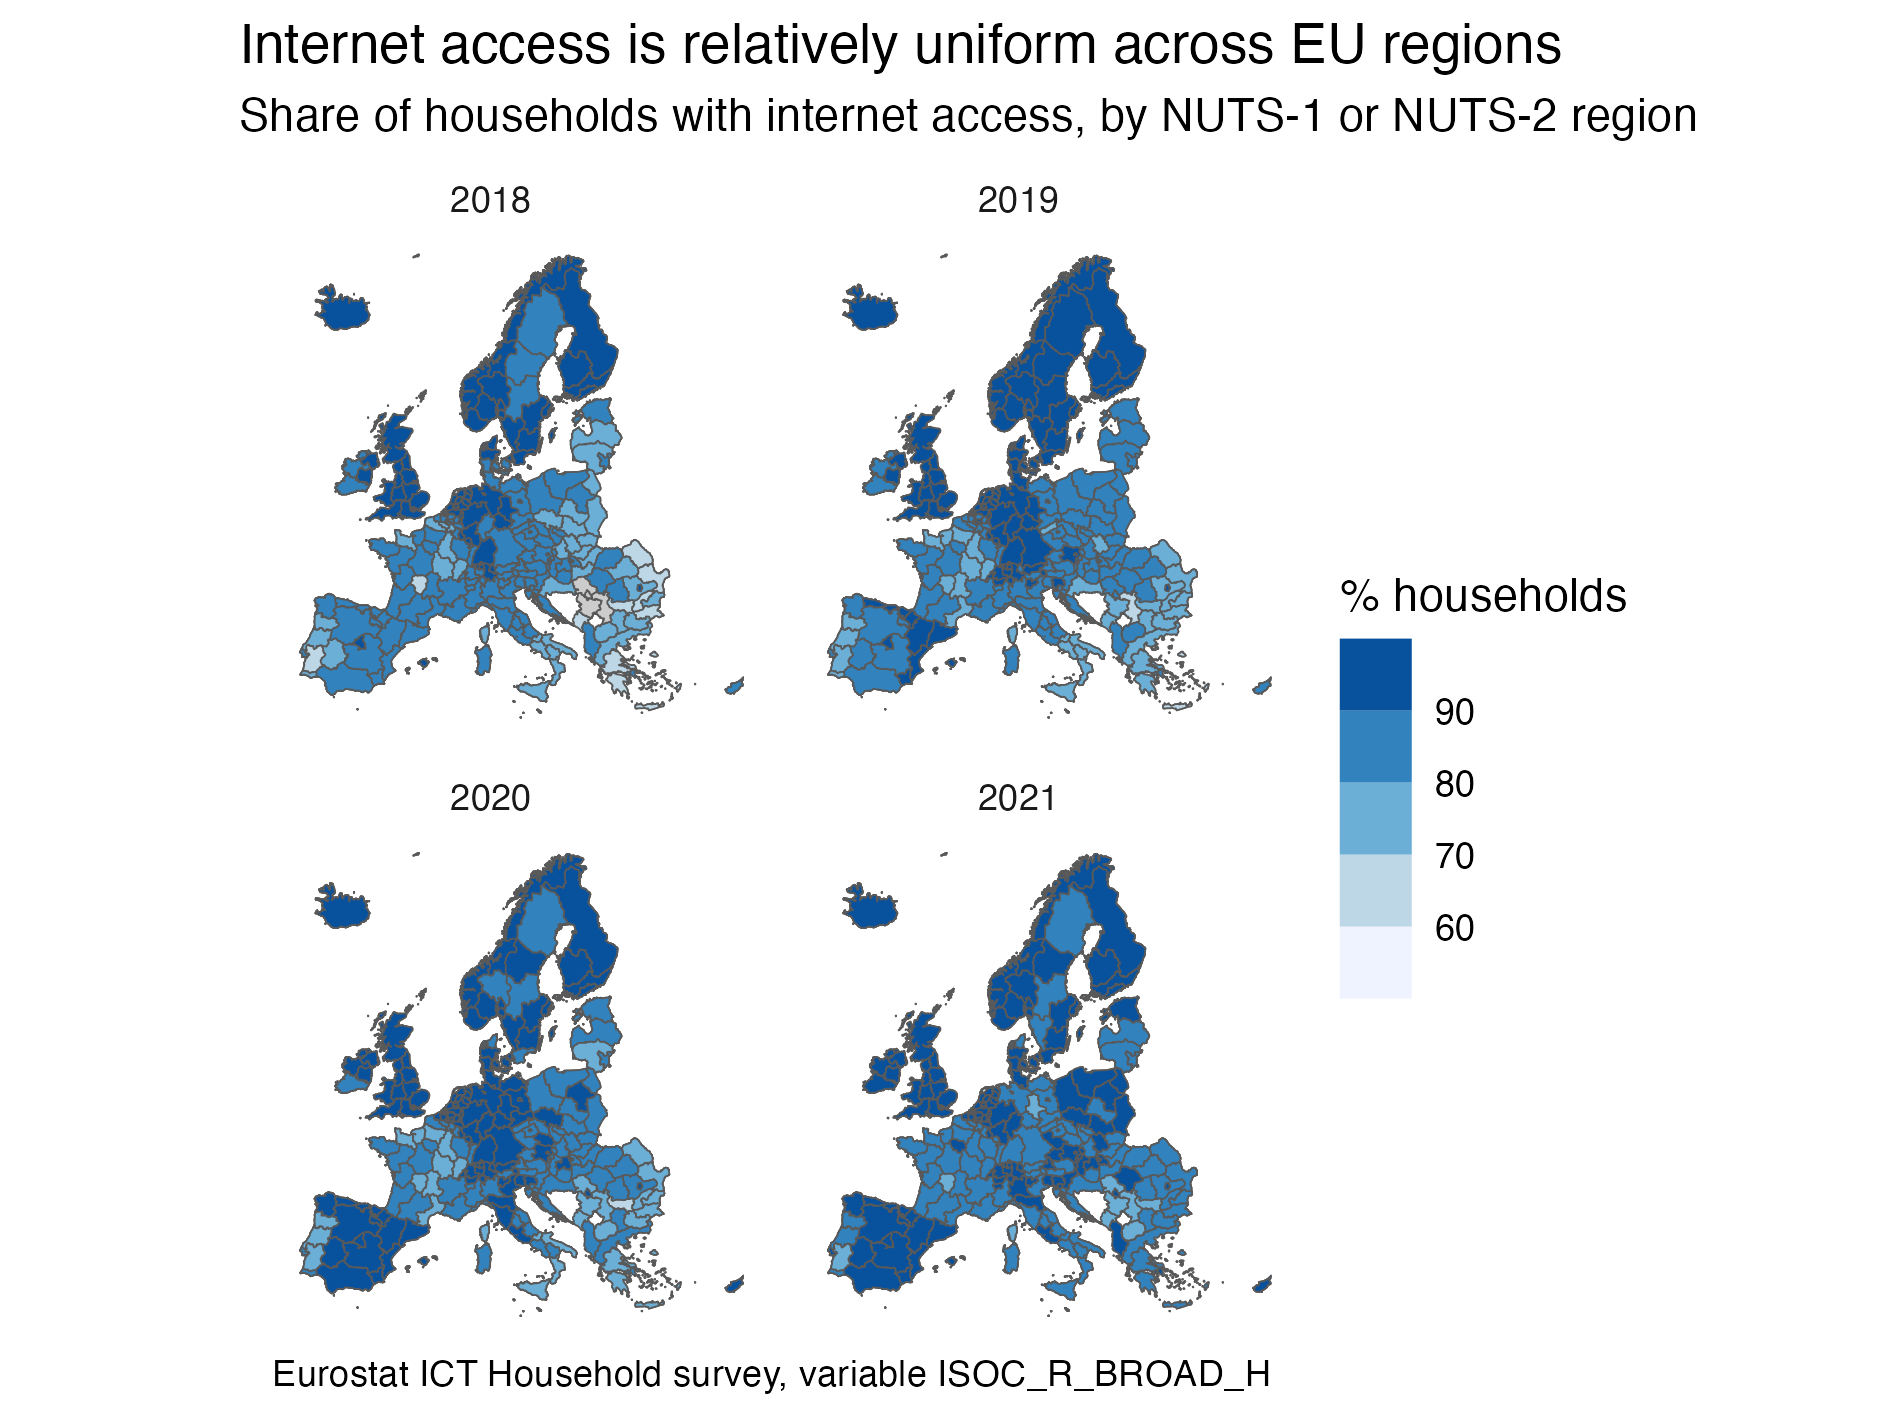 Internet access is relatively uniform across EU regions
Share of households with internet access, by NUTS-1 or NUTS-2 region
2018
2019
2020
2021
% households
90
80
70
60
Eurostat ICT Household survey, variable ISOC_R_BROAD_H